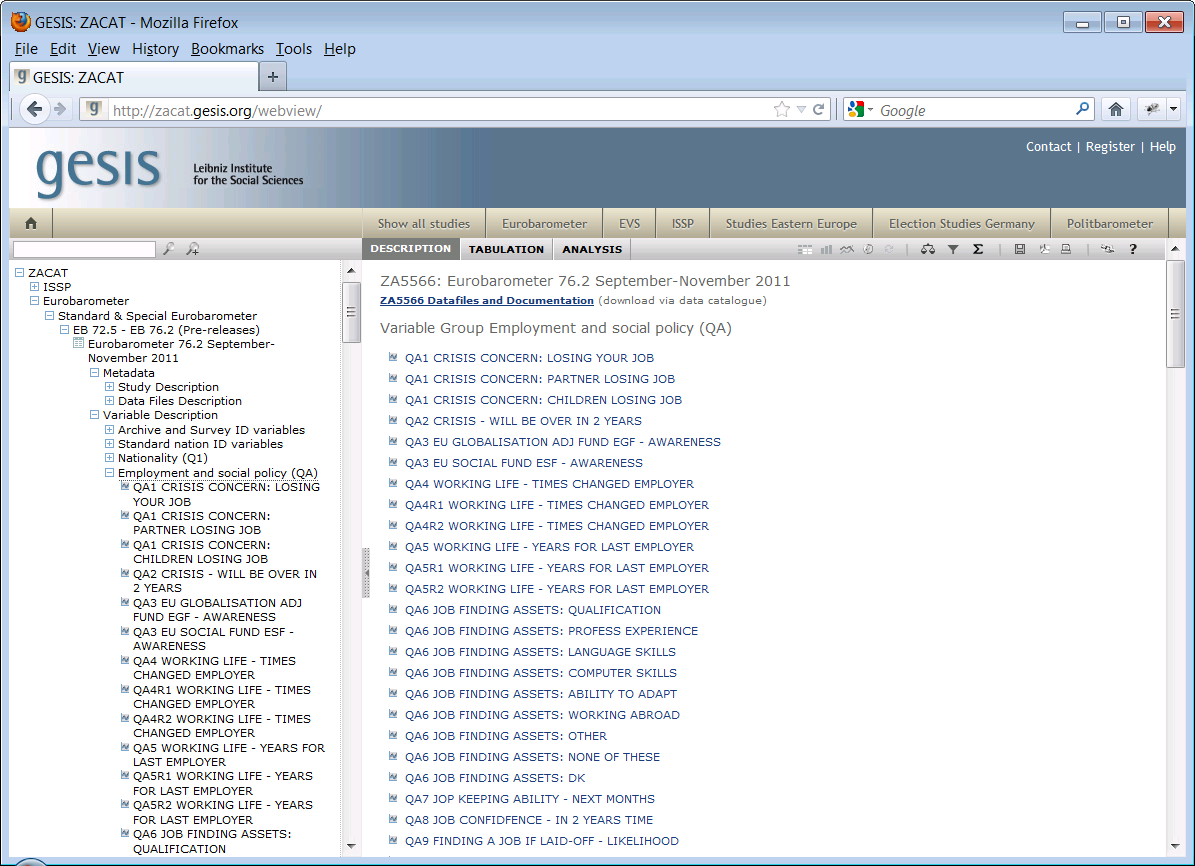 GESIS: ZACAT - Mozilla Firefox
File Edit View History Bookmarks Tools Help
g GESIS: ZACAT +
g http://zacat.gesis.org/webview/ Google
gesis
Leibniz Institute
for the Social Sciences
Contact | Register | Help
Show all studies Eurobarometer EVS ISSP Studies Eastern Europe Election Studies Germany Politbarometer
DESCRIPTION TABULATION ANALYSIS Σ ?
ZACAT
ISSP
Eurobarometer
Standard & Special Eurobarometer
EB 72.5 - EB 76.2 (Pre-releases)
Eurobarometer 76.2 September-
November 2011
Metadata
Study Description
Data Files Description
Variable Description
Archive and Survey ID variables
Standard nation ID variables
Nationality (Q1)
Employment and social policy (QA)
QA1 CRISIS CONCERN: LOSING
YOUR JOB
QA1 CRISIS CONCERN:
PARTNER LOSING JOB
QA1 CRISIS CONCERN:
CHILDREN LOSING JOB
QA2 CRISIS - WILL BE OVER IN
2 YEARS
QA3 EU GLOBALISATION ADJ
FUND EGF - AWARENESS
QA3 EU SOCIAL FUND ESF -
AWARENESS
QA4 WORKING LIFE - TIMES
CHANGED EMPLOYER
QA4R1 WORKING LIFE - TIMES
CHANGED EMPLOYER
QA4R2 WORKING LIFE - TIMES
CHANGED EMPLOYER
QA5 WORKING LIFE - YEARS FOR
LAST EMPLOYER
QA5R1 WORKING LIFE - YEARS
FOR LAST EMPLOYER
QA5R2 WORKING LIFE - YEARS
FOR LAST EMPLOYER
QA6 JOB FINDING ASSETS:
QUALIFICATION
ZA5566: Eurobarometer 76.2 September-November 2011
ZA5566 Datafiles and Documentation (download via data catalogue)
Variable Group Employment and social policy (QA)
QA1 CRISIS CONCERN: LOSING YOUR JOB
QA1 CRISIS CONCERN: PARTNER LOSING JOB
QA1 CRISIS CONCERN: CHILDREN LOSING JOB
QA2 CRISIS - WILL BE OVER IN 2 YEARS
QA3 EU GLOBALISATION ADJ FUND EGF - AWARENESS
QA3 EU SOCIAL FUND ESF - AWARENESS
QA4 WORKING LIFE - TIMES CHANGED EMPLOYER
QA4R1 WORKING LIFE - TIMES CHANGED EMPLOYER
QA4R2 WORKING LIFE - TIMES CHANGED EMPLOYER
QA5 WORKING LIFE - YEARS FOR LAST EMPLOYER
QA5R1 WORKING LIFE - YEARS FOR LAST EMPLOYER
QA5R2 WORKING LIFE - YEARS FOR LAST EMPLOYER
QA6 JOB FINDING ASSETS: QUALIFICATION
QA6 JOB FINDING ASSETS: PROFESS EXPERIENCE
QA6 JOB FINDING ASSETS: LANGUAGE SKILLS
QA6 JOB FINDING ASSETS: COMPUTER SKILLS
QA6 JOB FINDING ASSETS: ABILITY TO ADAPT
QA6 JOB FINDING ASSETS: WORKING ABROAD
QA6 JOB FINDING ASSETS: OTHER
QA6 JOB FINDING ASSETS: NONE OF THESE
QA6 JOB FINDING ASSETS: DK
QA7 JOP KEEPING ABILITY - NEXT MONTHS
QA8 JOB CONFIDFENCE - IN 2 YEARS TIME
QA9 FINDING A JOB IF LAID-OFF - LIKELIHOOD